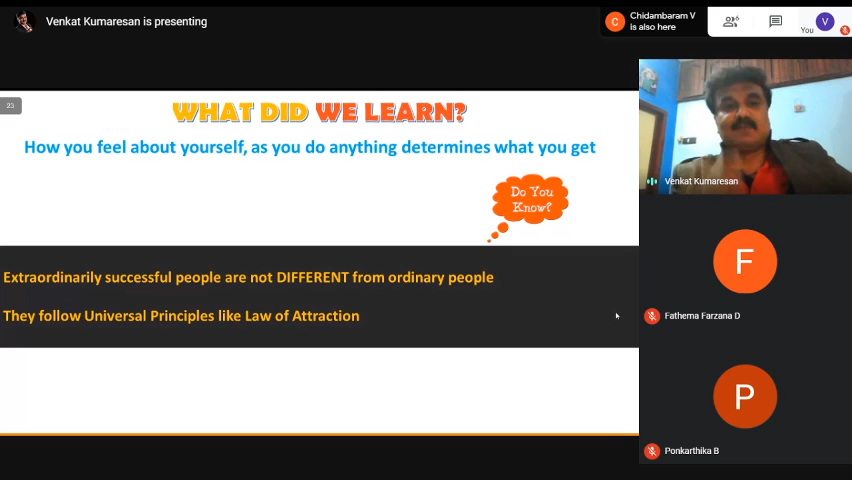 Venkat Kumaresan is presenting
Chidambaram V
is also here
C
6
You
V
23
WHAT DID WE LEARN?
How you feel about yourself, as you do anything determines what you get
Do You
Know?
Extraordinarily successful people are not DIFFERENT from ordinary people
They follow Universal Principles like Law of Attraction
Venkat Kumaresan
F
Fathema Farzana D
P
Ponkarthika B